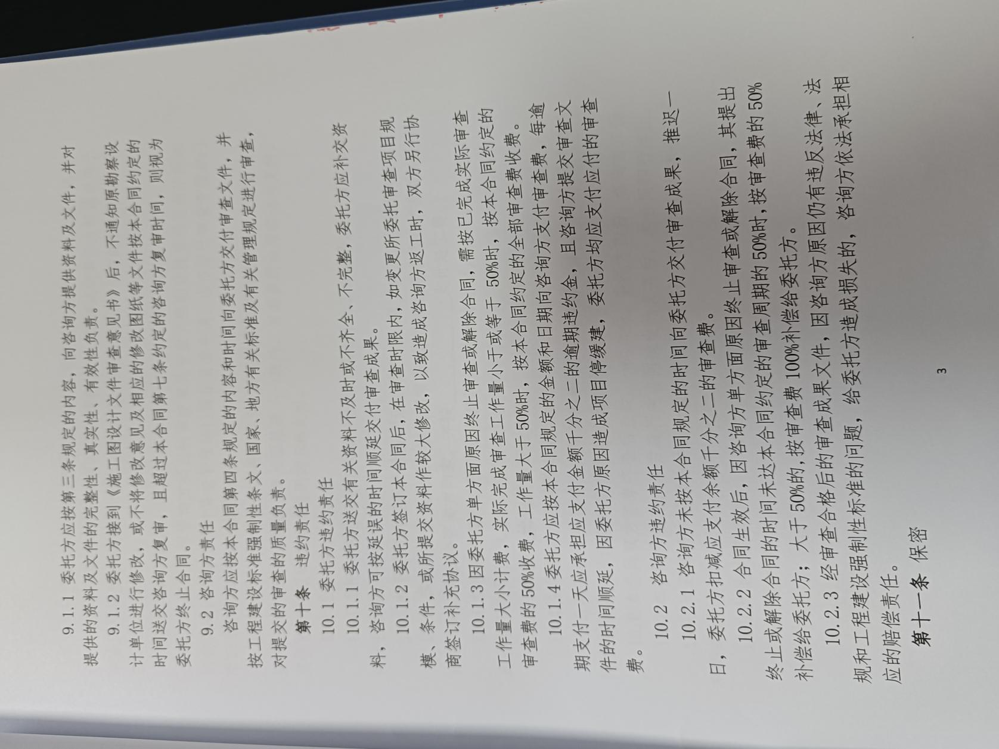 9.1.1 委托方应按第三条规定的内容，向咨询方提供资料及文件，并对
提供的资料及文件的完整性、真实性、有效性负责。
9.1.2 委托方接到《施工图设计文件审查意见书》后，不通知原勘察设
计单位进行修改，或不将修改意见及相应的修改图纸等文件按本合同约定的
时间送交咨询方复审，且超过本合同第七条约定的咨询方复审时间，则视为
委托方终止合同。
9.2 咨询方责任
咨询方应按本合同第四条规定的内容和时间向委托方交付审查文件，并
按工程建设标准强制性条文、国家、地方有关标准及有关管理规定进行审查，
对提交的审查的质量负责。
第十条 违约责任
10.1 委托方违约责任
10.1.1 委托方送交有关资料不及时或不齐全、不完整，委托方应补交资
料，咨询方可按延误的时间顺延交付审查成果。
10.1.2 委托方签订本合同后，在审查时限内，如变更所委托审查项目规
模、条件，或所提交资料作较大修改，以致造成咨询方返工时，双方另行协
商签订补充协议。
10.1.3 因委托方单方面原因终止审查或解除合同，需按已完成实际审查
工作量大小计费，实际完成审查工作量小于或等于 50%时，按本合同约定的
审查费的 50%收费，工作量大于 50%时，按本合同约定的全部审查费收费。
10.1.4 委托方应按本合同规定的金额和日期向咨询方支付审查费，每逾
期支付一天应承担应支付金额千分之二的逾期违约金，且咨询方提交审查文
件的时间顺延，因委托方原因造成项目停缓建，委托方均应支付应付的审查
费。
10.2 咨询方违约责任
10.2.1 咨询方未按本合同规定的时间向委托方交付审查成果，推迟一
日，委托方扣减应支付余额千分之二的审查费。
10.2.2 合同生效后，因咨询方单方面原因终止审查或解除合同，其提出
终止或解除合同的时间未达本合同约定的审查周期的 50%时,按审查费的 50%
补偿给委托方；大于 50%的,按审查费 100%补偿给委托方。
10.2.3 经审查合格后的审查成果文件，因咨询方原因仍有违反法律、法
规和工程建设强制性标准的问题，给委托方造成损失的，咨询方依法承担相
应的赔偿责任。
第十一条 保密
3